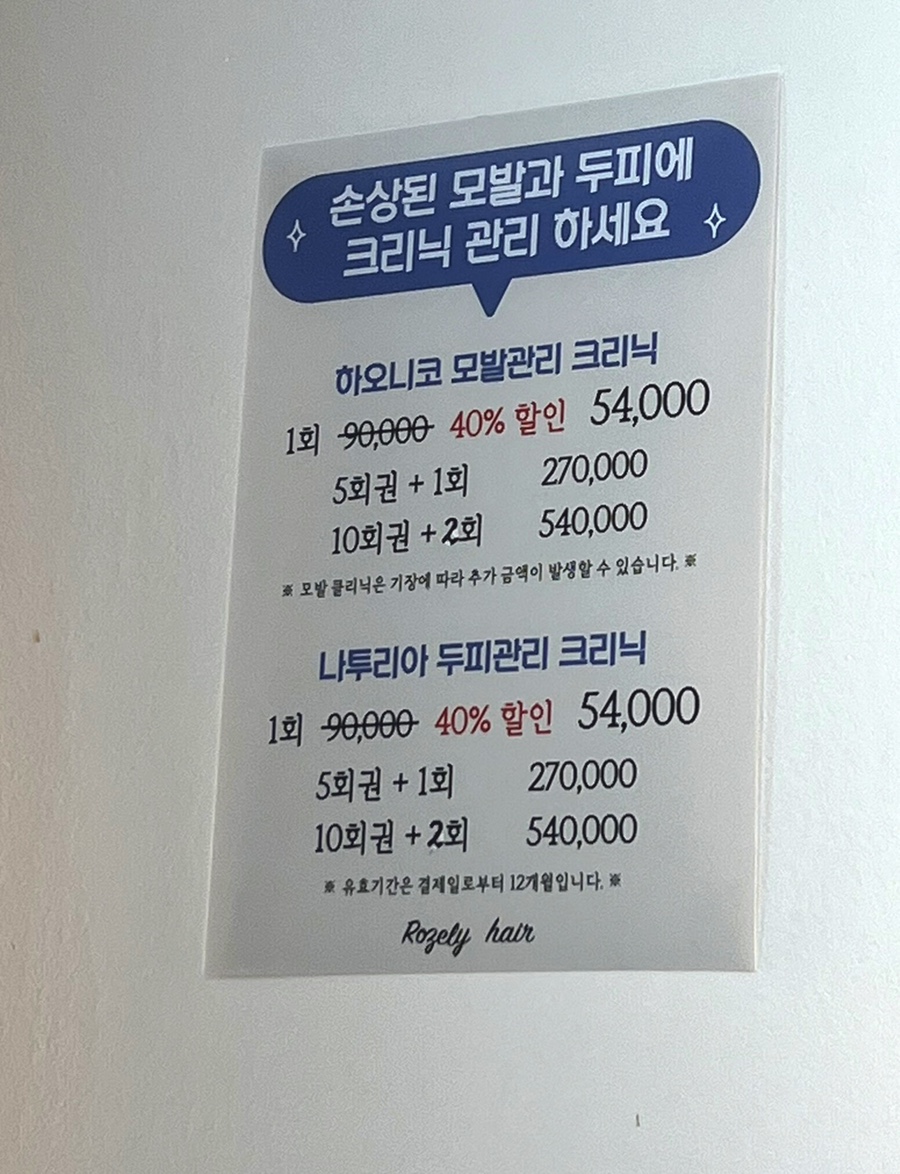 손상된 모발과 두피에
크리닉 관리 하세요
하오니코 모발관리 크리닉
1회 90,000 40% 할인 54,000
5회권 + 1회 270,000
10회권 + 2회 540,000
※ 모발 클리닉은 기장에 따라 추가 금액이 발생할 수 있습니다. ※
나투리아 두피관리 크리닉
1회 90,000 40% 할인 54,000
5회권 + 1회 270,000
10회권 + 2회 540,000
※ 유효기간은 결제일로부터 12개월입니다. ※
Rozely hair